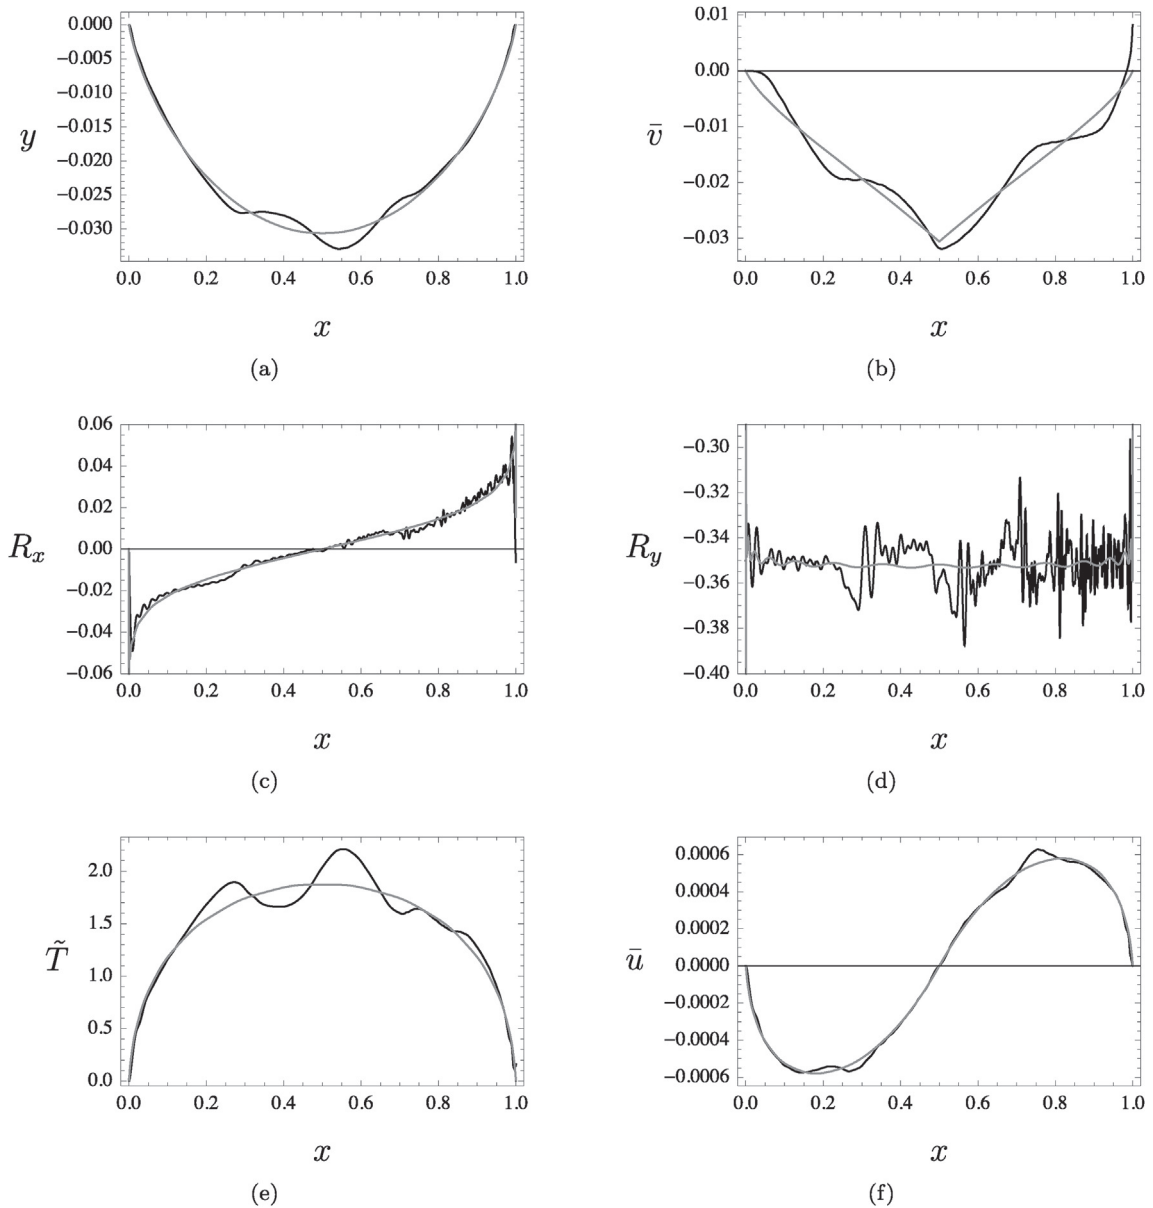 0.000
−0.005
−0.010
−0.015
−0.020
−0.025
−0.030
y
0.0 0.2 0.4 0.6 0.8 1.0
x
(a)
0.01
0.00
−0.01
−0.02
−0.03
v̄
0.0 0.2 0.4 0.6 0.8 1.0
x
(b)
0.06
0.04
0.02
0.00
−0.02
−0.04
−0.06
Rₓ
0.0 0.2 0.4 0.6 0.8 1.0
x
(c)
−0.30
−0.32
−0.34
−0.36
−0.38
−0.40
R_y
0.0 0.2 0.4 0.6 0.8 1.0
x
(d)
2.0
1.5
1.0
0.5
0.0
T̃
0.0 0.2 0.4 0.6 0.8 1.0
x
(e)
0.0006
0.0004
0.0002
0.0000
−0.0002
−0.0004
−0.0006
ū
0.0 0.2 0.4 0.6 0.8 1.0
x
(f)